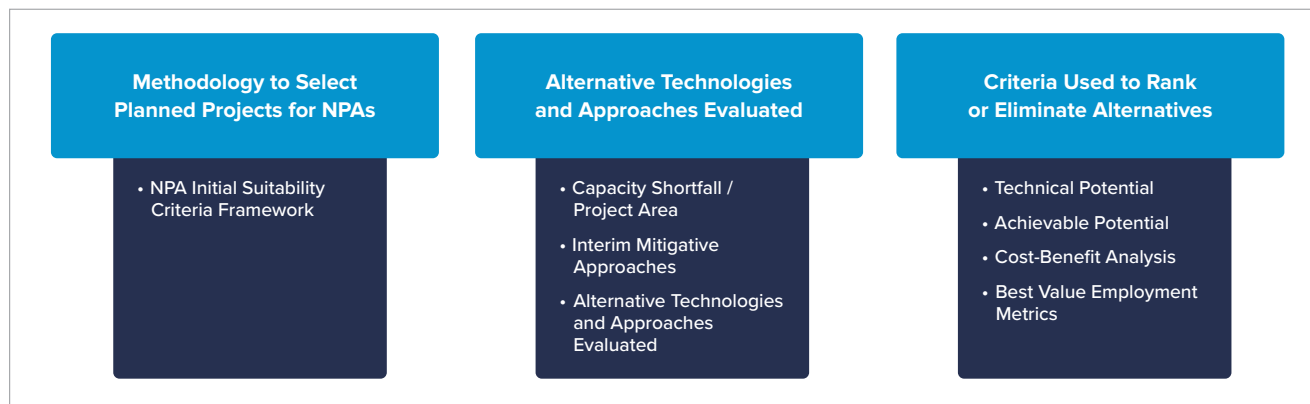 Methodology to Select
Planned Projects for NPAs
• NPA Initial Suitability
Criteria Framework
Alternative Technologies
and Approaches Evaluated
• Capacity Shortfall /
Project Area
• Interim Mitigative
Approaches
• Alternative Technologies
and Approaches
Evaluated
Criteria Used to Rank
or Eliminate Alternatives
• Technical Potential
• Achievable Potential
• Cost-Benefit Analysis
• Best Value Employment
Metrics